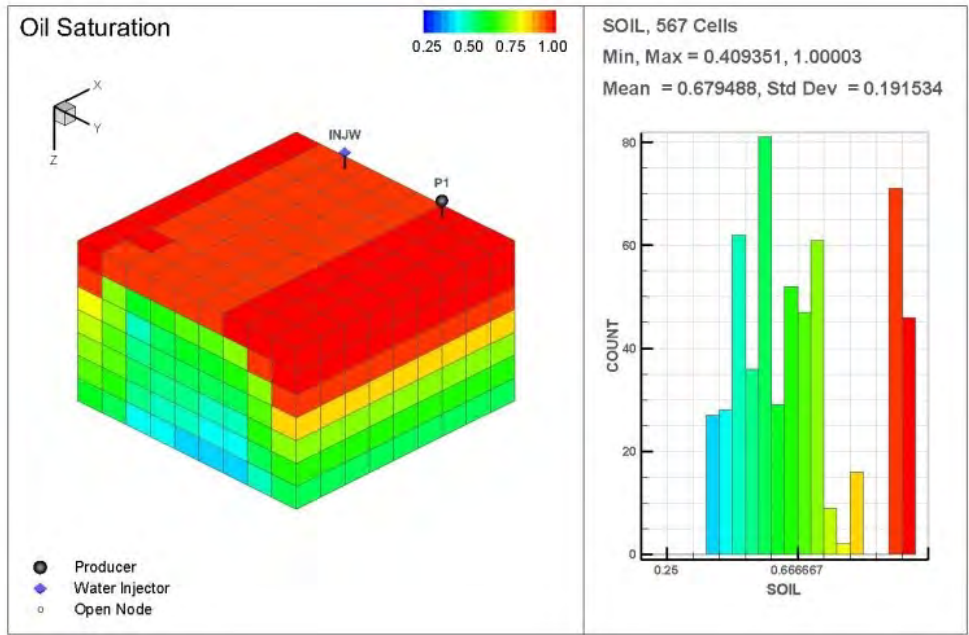 Oil Saturation
0.25 0.50 0.75 1.00
X
Y
Z
INJW
P1
Producer
Water Injector
Open Node
SOIL, 567 Cells
Min, Max = 0.409351, 1.00003
Mean = 0.679488, Std Dev = 0.191534
80
60
40
20
0
COUNT
0.25 0.666667
SOIL